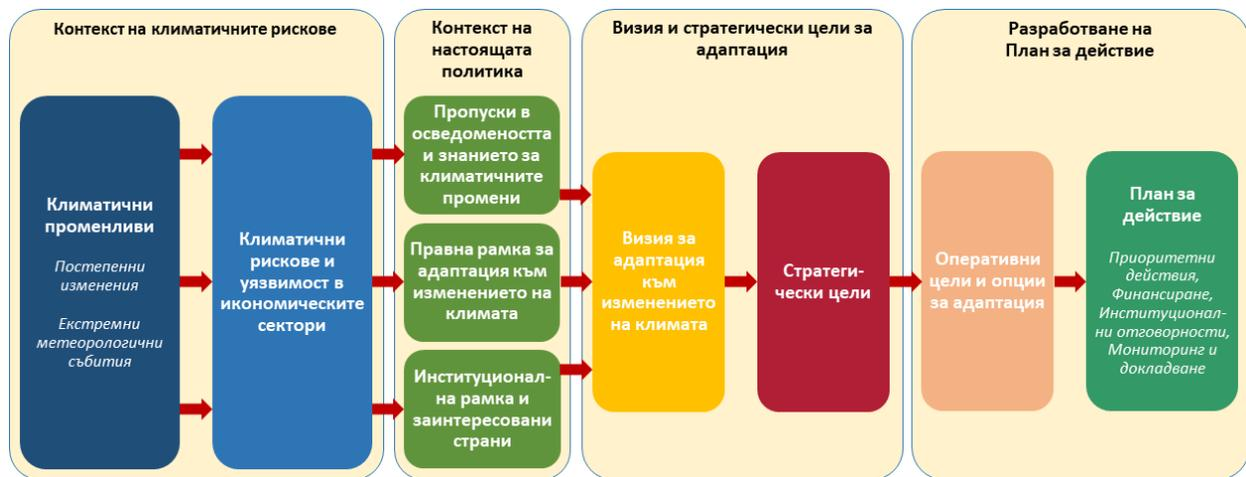 Контекст на климатичните рискове
Климатични
променливи
Постепенни
изменения
Екстремни
метеорологични
събития
Климатични
рискове и
уязвимост в
икономическите
сектори
Контекст на
настоящата
политика
Пропуски в
осведомеността
и знанието за
климатичните
промени
Правна рамка за
адаптация към
изменението на
климата
Институционал-
на рамка и
заинтересовани
страни
Визия и стратегически цели за
адаптация
Визия за
адаптация
към
изменението
на климата
Стратеги-
чески цели
Разработване на
План за действие
Оперативни
цели и опции
за адаптация
План за
действие
Приоритетни
действия,
Финансиране,
Институционал-
ни отговорности,
Мониторинг и
докладване